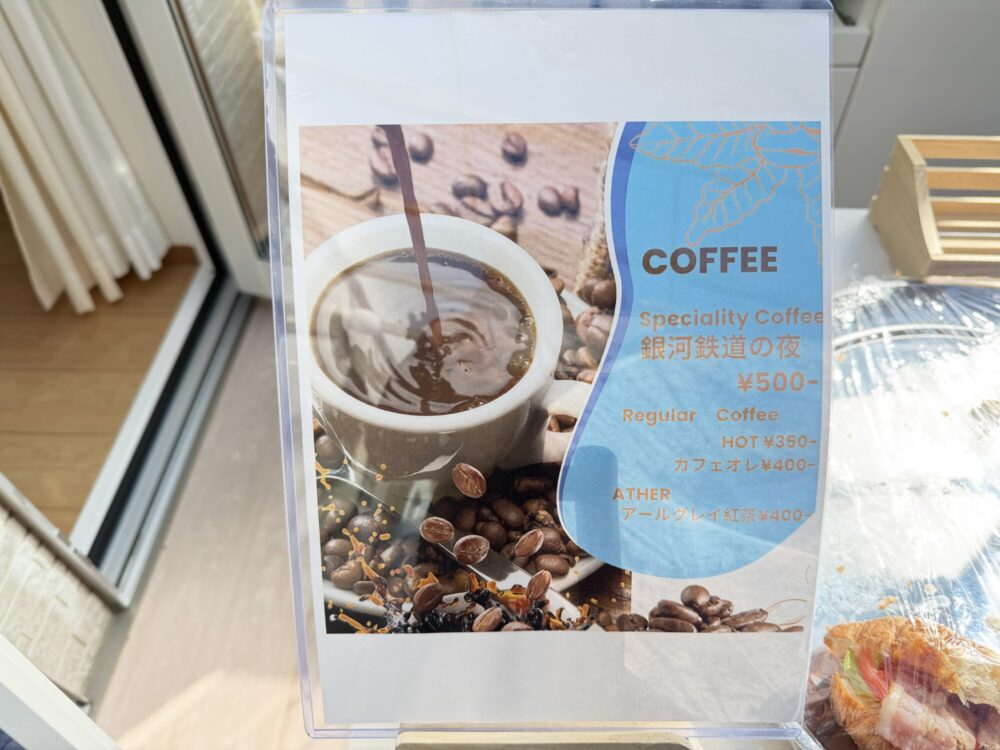 COFFEE
Speciality Coffee
銀河鉄道の夜
¥500-
Regular Coffee
HOT ¥350-
カフェオレ¥400-
ATHER
アールグレイ紅茶¥400-